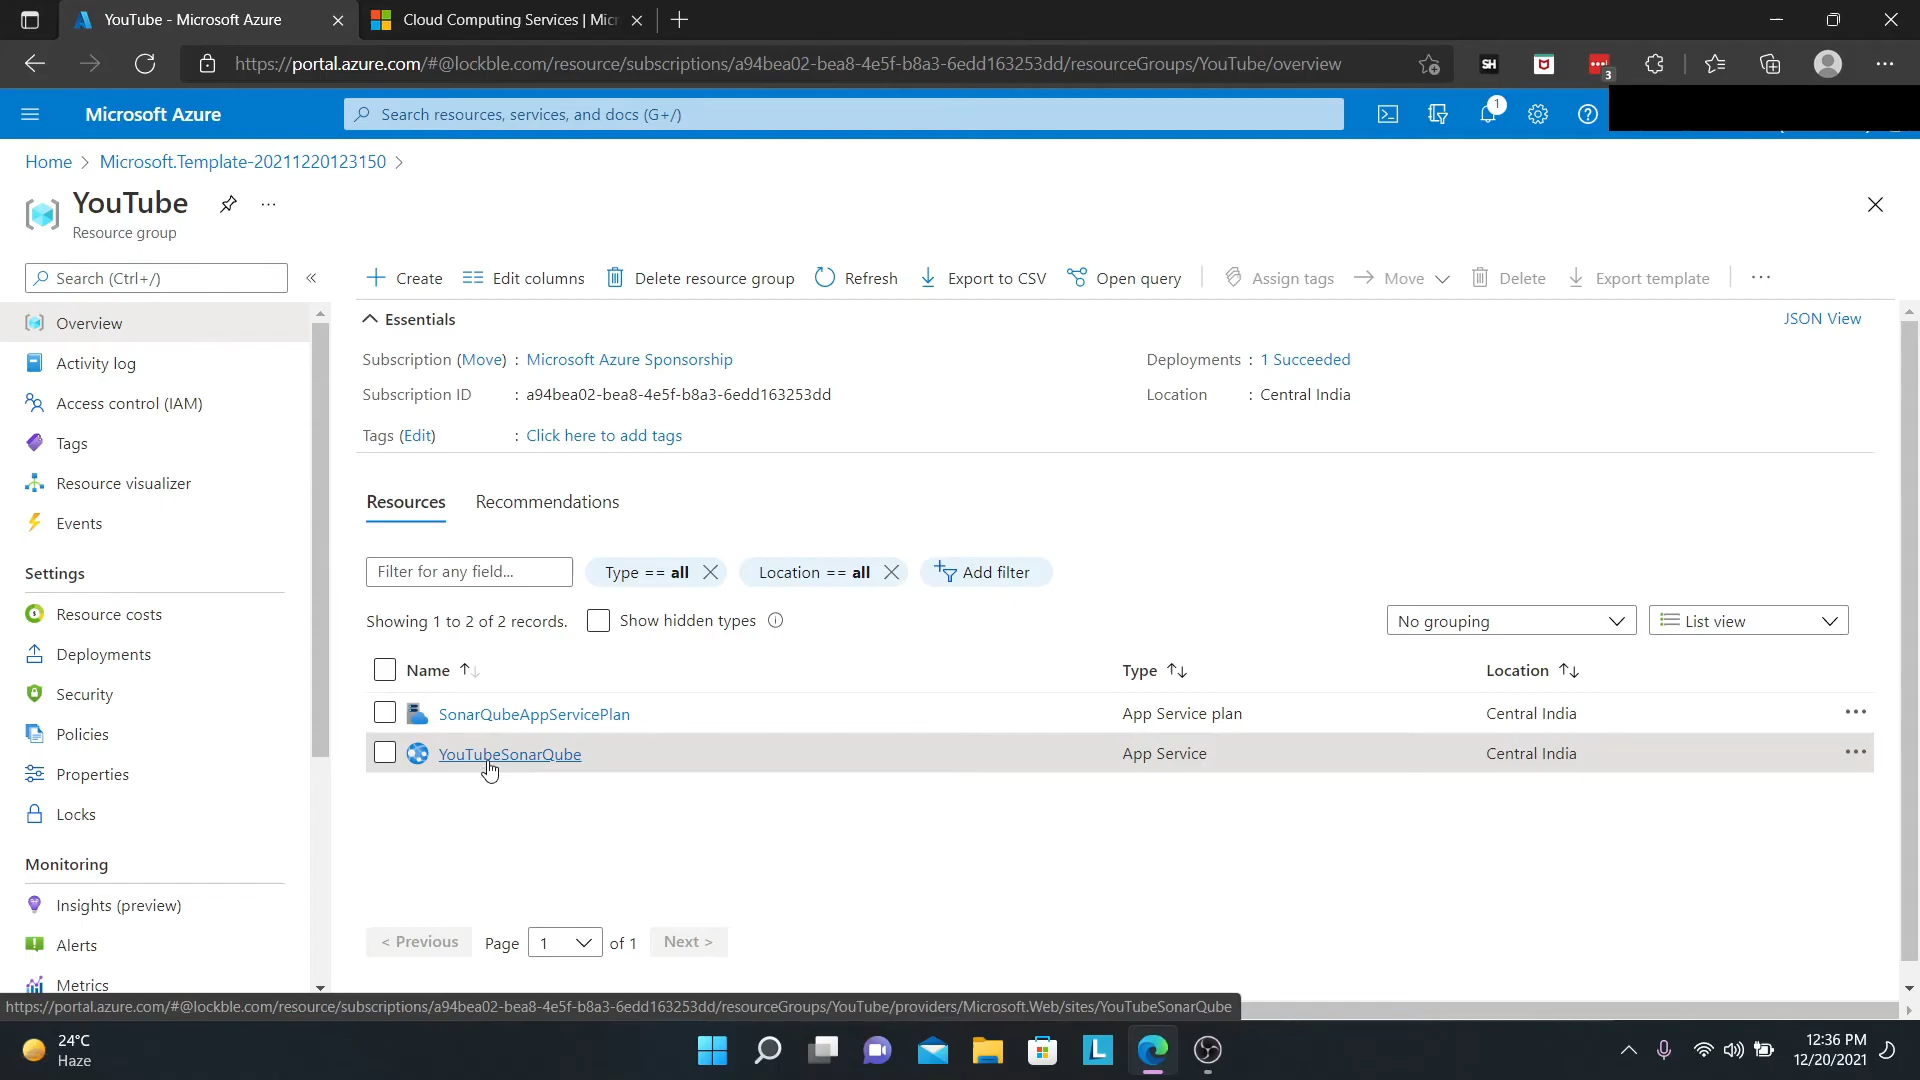 YouTube - Microsoft Azure
Cloud Computing Services | Micr
https://portal.azure.com/#@lockble.com/resource/subscriptions/a94bea02-bea8-4e5f-b8a3-6edd163253dd/resourceGroups/YouTube/overview
SH
3
Microsoft Azure
Search resources, services, and docs (G+/)
1
Home > Microsoft.Template-20211220123150 >
YouTube
Resource group
Search (Ctrl+/)
Create
Edit columns
Delete resource group
Refresh
Export to CSV
Open query
Assign tags
Move
Delete
Export template
Overview
Activity log
Access control (IAM)
Tags
Resource visualizer
Events
Settings
Resource costs
Deployments
Security
Policies
Properties
Locks
Monitoring
Insights (preview)
Alerts
Metrics
Essentials
JSON View
Subscription (Move) : Microsoft Azure Sponsorship
Deployments : 1 Succeeded
Subscription ID : a94bea02-bea8-4e5f-b8a3-6edd163253dd
Location : Central India
Tags (Edit) : Click here to add tags
Resources
Recommendations
Filter for any field...
Type == all
Location == all
Add filter
Showing 1 to 2 of 2 records.
Show hidden types
No grouping
List view
Name
Type
Location
SonarQubeAppServicePlan
App Service plan
Central India
YouTubeSonarQube
App Service
Central India
< Previous
Page 1 of 1
Next >
https://portal.azure.com/#@lockble.com/resource/subscriptions/a94bea02-bea8-4e5f-b8a3-6edd163253dd/resourceGroups/YouTube/providers/Microsoft.Web/sites/YouTubeSonarQube
24°C
Haze
L
12:36 PM
12/20/2021